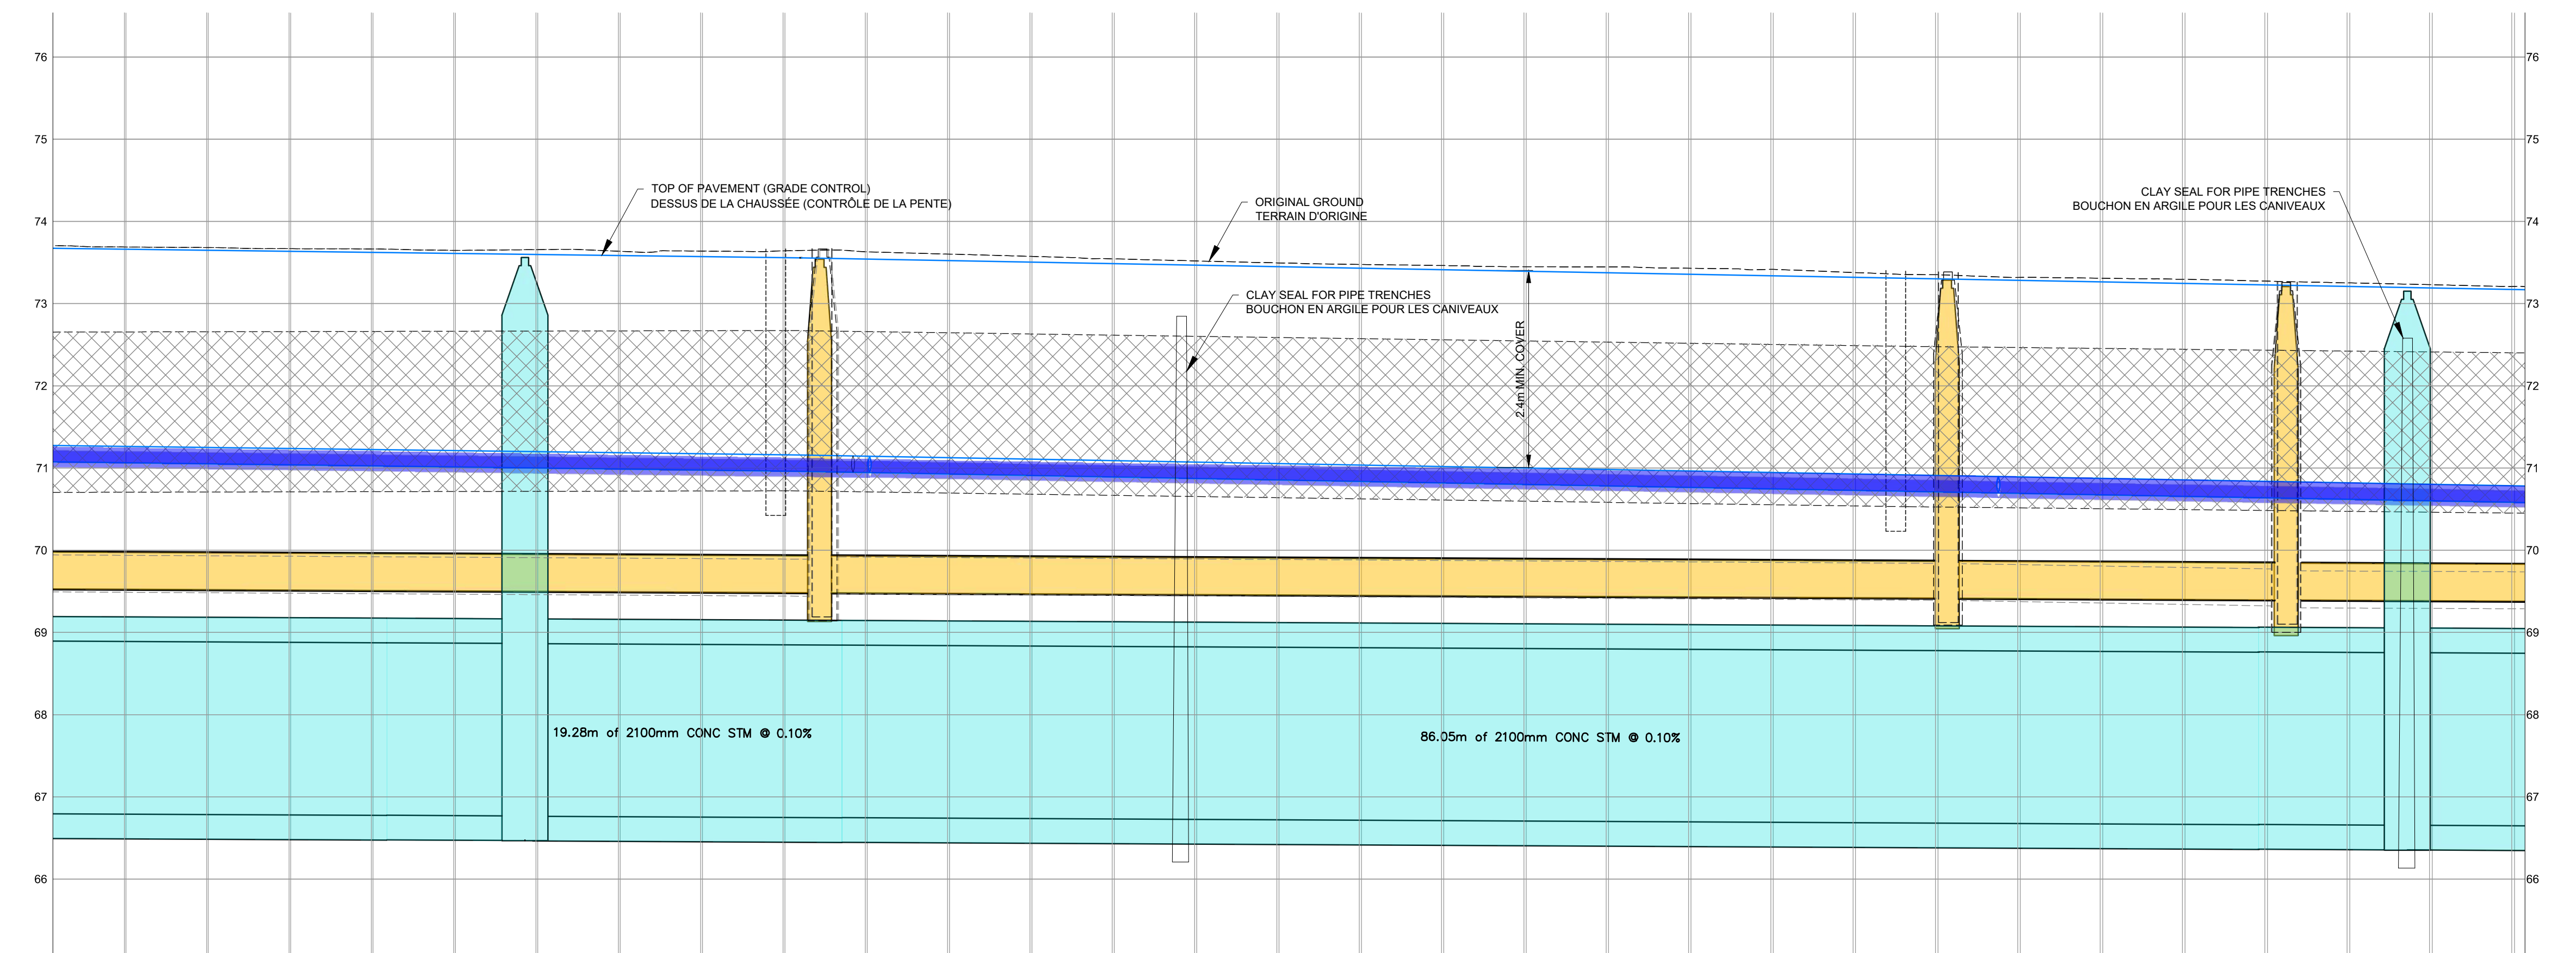 76
76
75
75
TOP OF PAVEMENT (GRADE CONTROL)
DESSUS DE LA CHAUSSÉE (CONTRÔLE DE LA PENTE)
ORIGINAL GROUND
TERRAIN D'ORIGINE
CLAY SEAL FOR PIPE TRENCHES
BOUCHON EN ARGILE POUR LES CANIVEAUX
74
74
73
73
CLAY SEAL FOR PIPE TRENCHES
BOUCHON EN ARGILE POUR LES CANIVEAUX
2.4m MIN. COVER
72
72
71
71
70
70
69
69
68
68
19.28m of 2100mm CONC STM @ 0.10%
86.05m of 2100mm CONC STM @ 0.10%
67
67
66
66